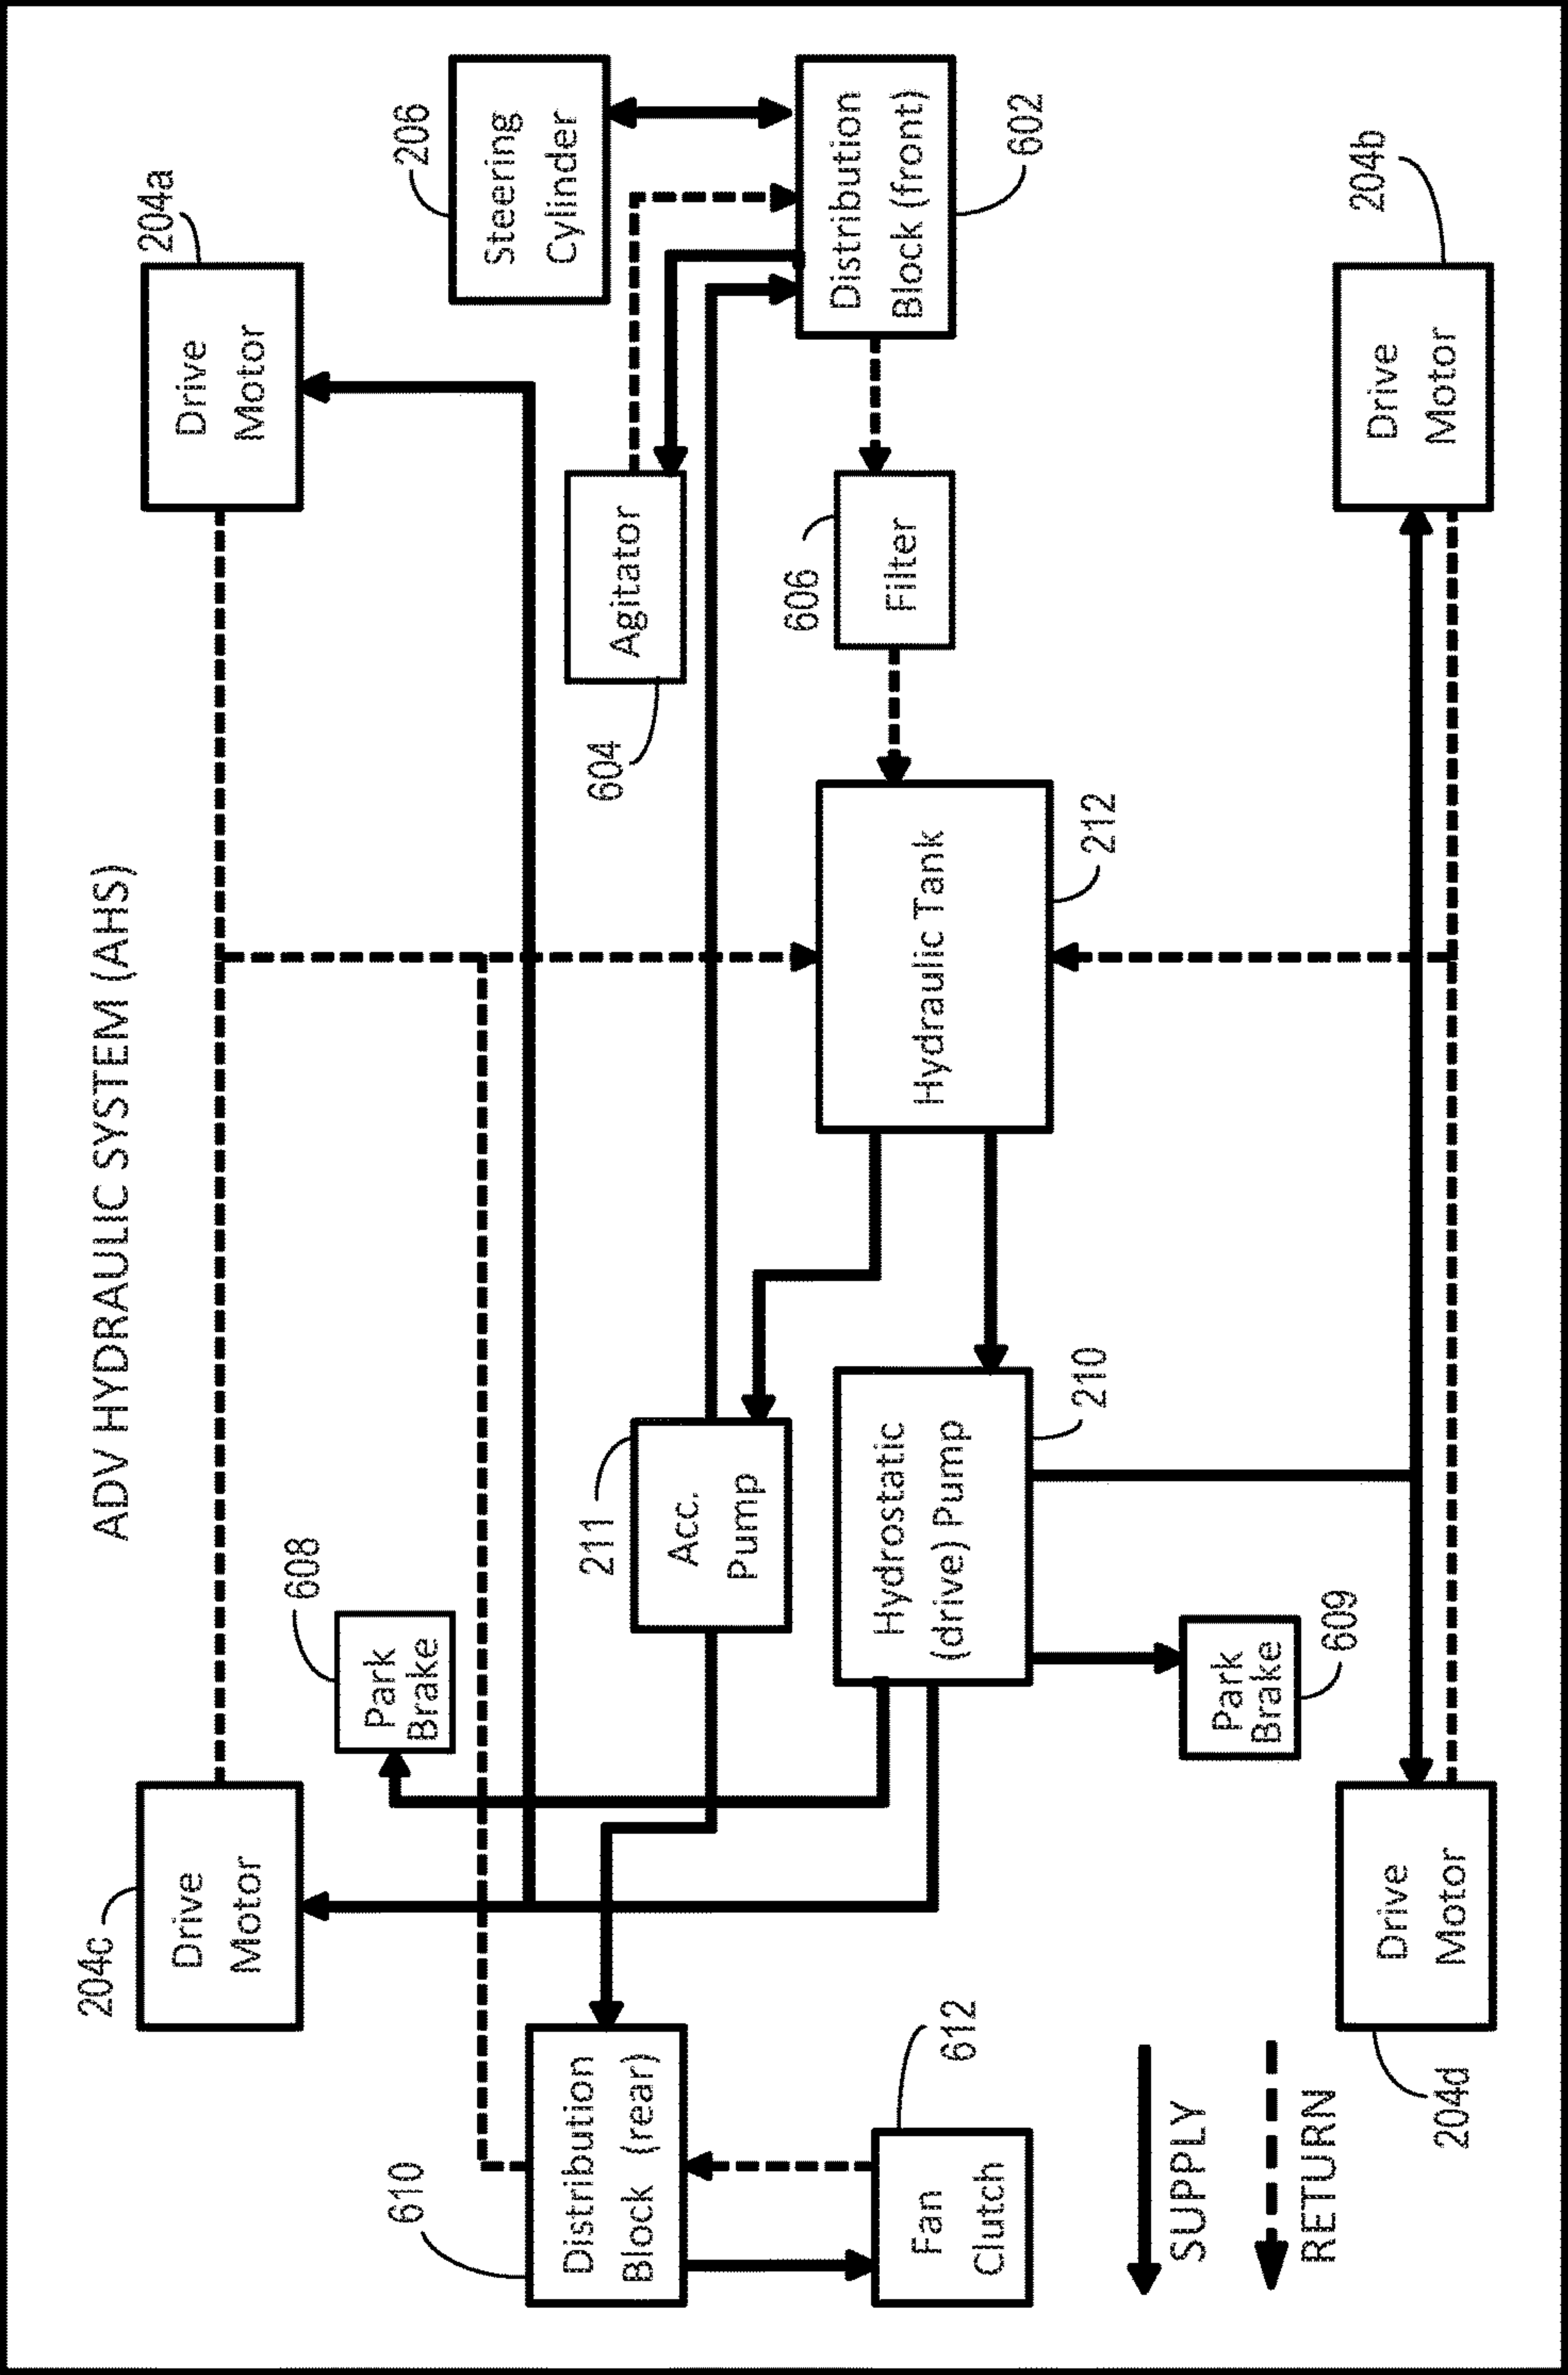 ADV HYDRAULIC SYSTEM (AHS)
204c
Drive
Motor
204a
Drive
Motor
608
Park
Brake
206
Steering
Cylinder
610
Distribution
Block (rear)
211
Acc.
Pump
604
Agitator
Distribution
Block (front)
602
606
Filter
Hydraulic Tank
212
Hydrostatic
(drive) Pump
210
Fan
Clutch
612
Park
Brake
609
SUPPLY
RETURN
Drive
Motor
204d
Drive
Motor
204b